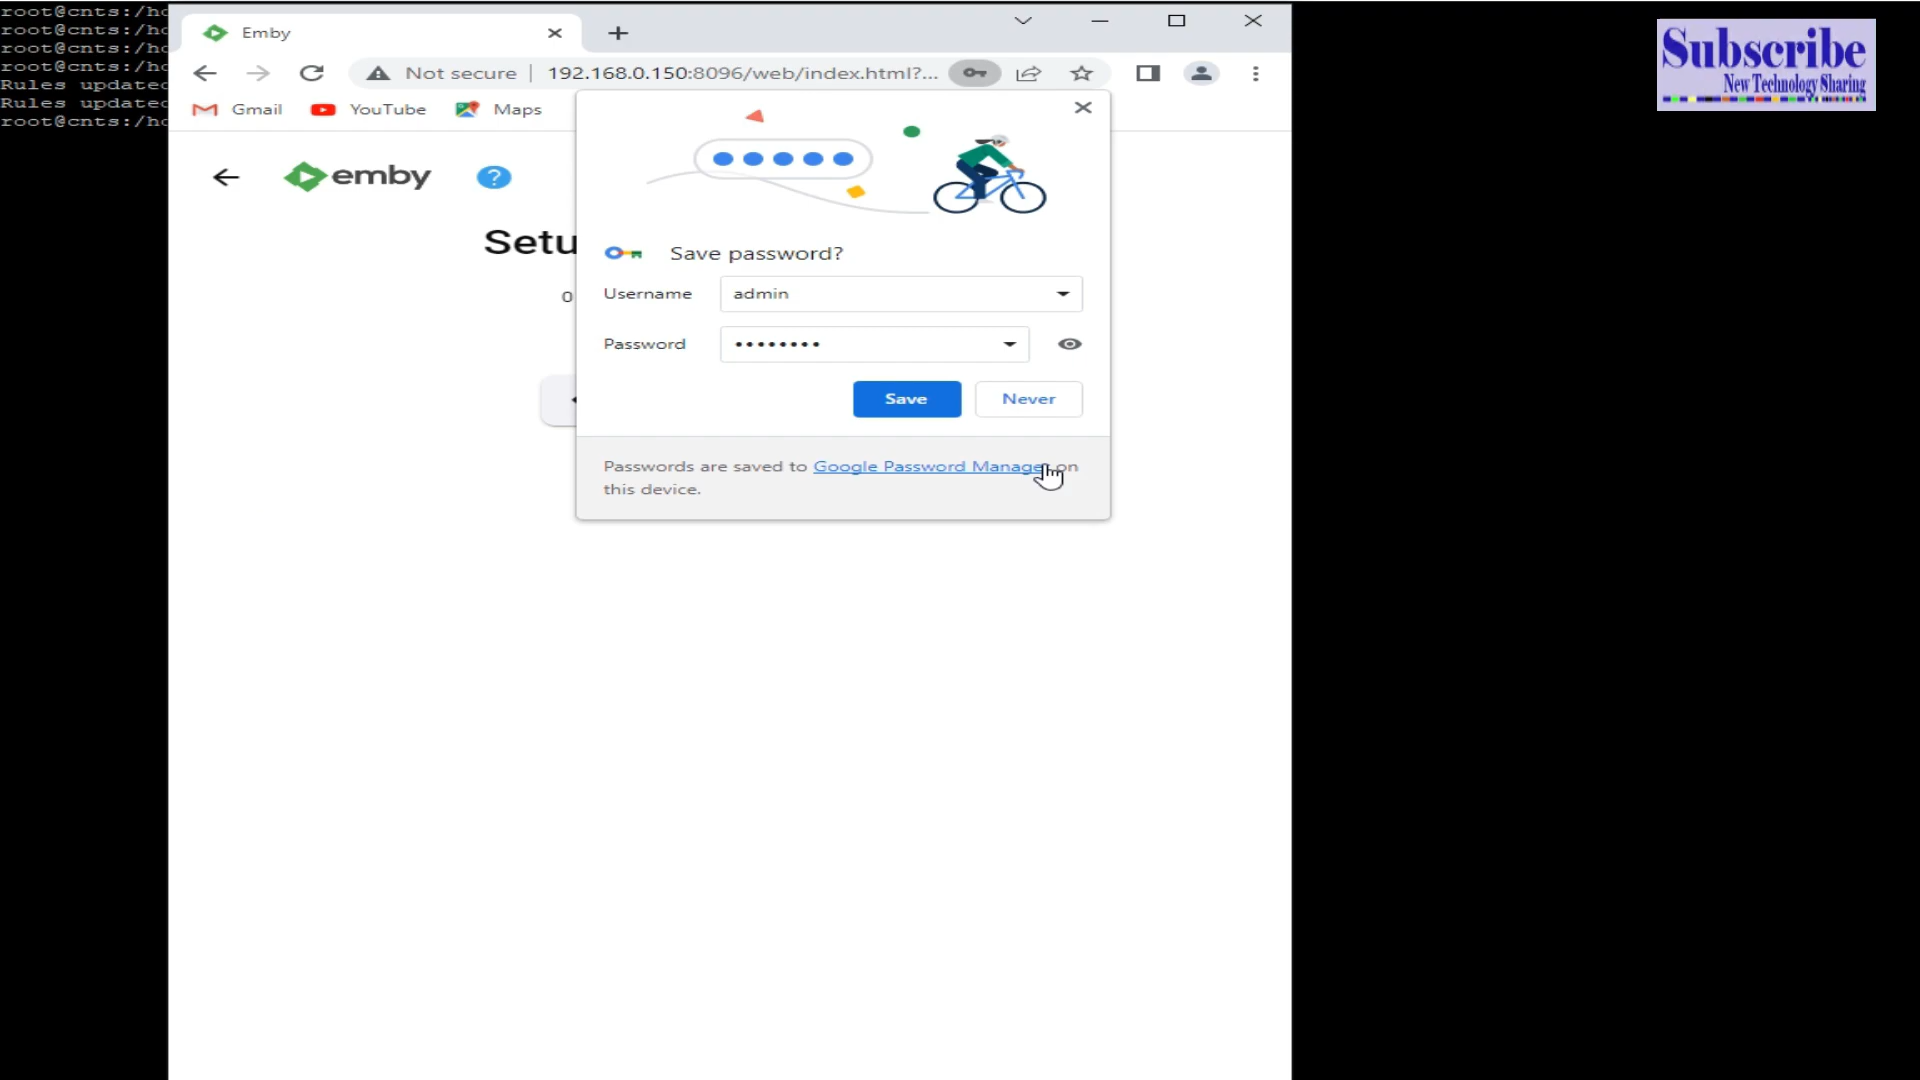 root@cnts:/hc
root@cnts:/hc
root@cnts:/hc
root@cnts:/hc
Rules updated
Rules updated
root@cnts:/hc
Emby
Not secure
192.168.0.150:8096/web/index.html?...
Gmail
YouTube
Maps
emby
?
Setu
Save password?
Username
admin
Password
••••••••
Save
Never
Passwords are saved to Google Password Manager on
this device.
Subscribe
New Technology Sharing